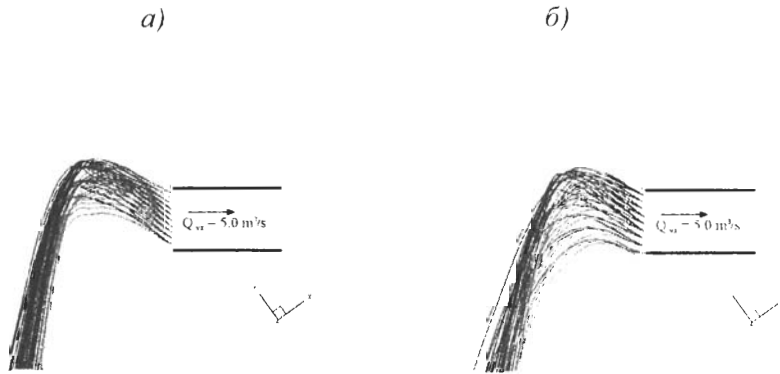 а)
б)
= 5.0 m³/s
= 5.0 m³/s
x